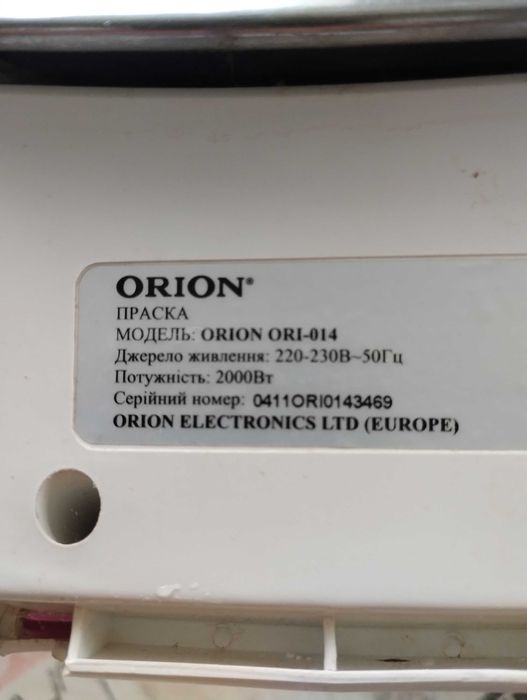 ORION®
ПРАСКА
МОДЕЛЬ: ORION ORI-014
Джерело живлення: 220-230В~50Гц
Потужність: 2000Вт
Серійний номер: 0411ORI0143469
ORION ELECTRONICS LTD (EUROPE)